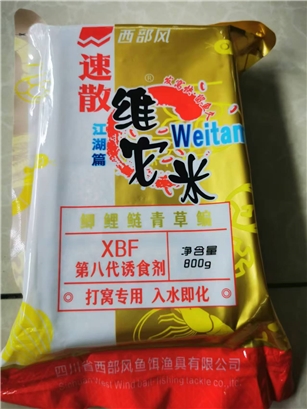 西部风
速散
江湖篇
维农米
®
Weitan
鲫鲤鲢青草鳊
XBF
第八代诱食剂
净含量
800g
◎ 打窝专用 入水即化 ◎
四川省西部风鱼饵渔具有限公司